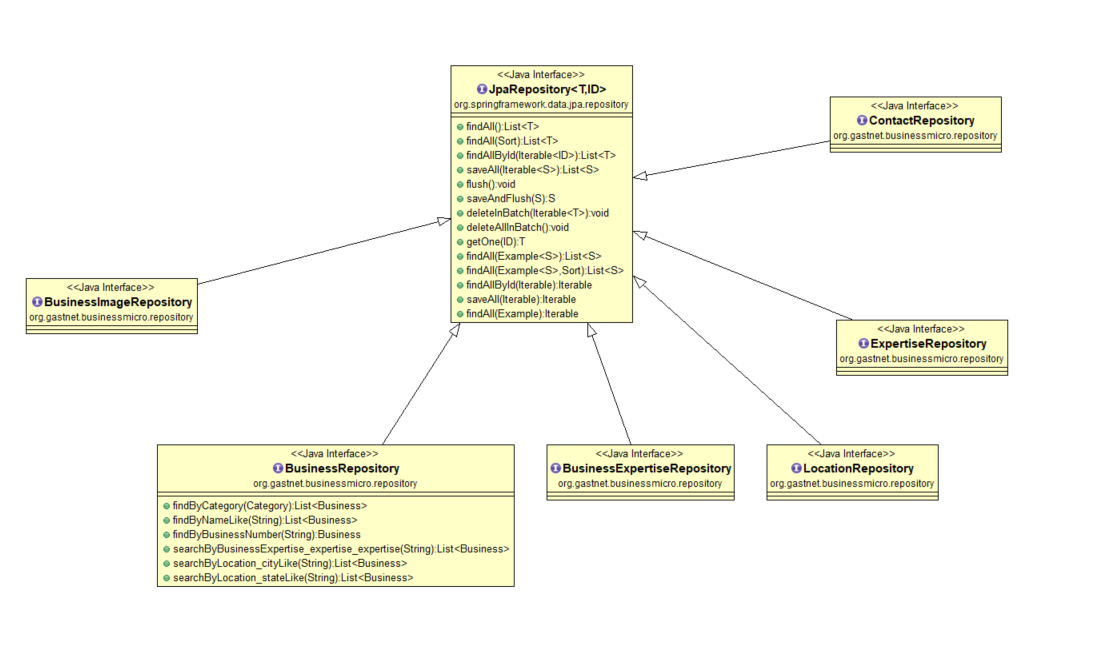 <<Java Interface>>
JpaRepository<T,ID>
org.springframework.data.jpa.repository
findAll():List<T>
findAll(Sort):List<T>
findAllById(Iterable<ID>):List<T>
saveAll(Iterable<S>):List<S>
flush():void
saveAndFlush(S):S
deleteInBatch(Iterable<T>):void
deleteAllInBatch():void
getOne(ID):T
findAll(Example<S>):List<S>
findAll(Example<S>,Sort):List<S>
findAllById(Iterable):Iterable
saveAll(Iterable):Iterable
findAll(Example):Iterable
<<Java Interface>>
ContactRepository
org.gastnet.businessmicro.repository
<<Java Interface>>
BusinessImageRepository
org.gastnet.businessmicro.repository
<<Java Interface>>
ExpertiseRepository
org.gastnet.businessmicro.repository
<<Java Interface>>
BusinessRepository
org.gastnet.businessmicro.repository
findByCategory(Category):List<Business>
findByNameLike(String):List<Business>
findByBusinessNumber(String):Business
searchByBusinessExpertise_expertise_expertise(String):List<Business>
searchByLocation_cityLike(String):List<Business>
searchByLocation_stateLike(String):List<Business>
<<Java Interface>>
BusinessExpertiseRepository
org.gastnet.businessmicro.repository
<<Java Interface>>
LocationRepository
org.gastnet.businessmicro.repository